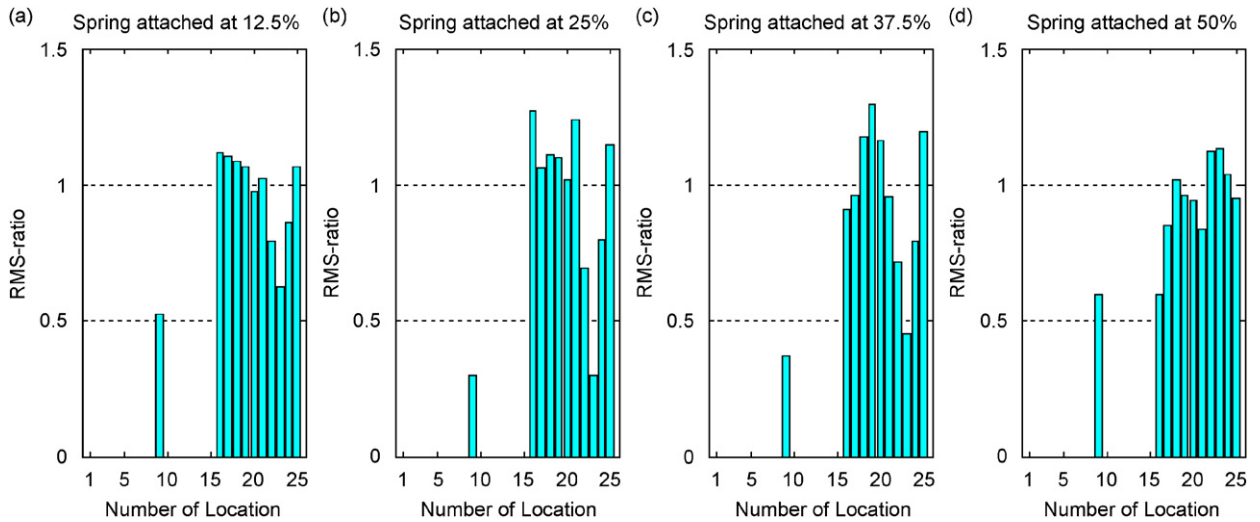 (a) Spring attached at 12.5%
1.5
1
0.5
0
RMS-ratio
1 5 10 15 20 25
Number of Location
(b) Spring attached at 25%
1.5
1
0.5
0
RMS-ratio
1 5 10 15 20 25
Number of Location
(c) Spring attached at 37.5%
1.5
1
0.5
0
RMS-ratio
1 5 10 15 20 25
Number of Location
(d) Spring attached at 50%
1.5
1
0.5
0
RMS-ratio
1 5 10 15 20 25
Number of Location